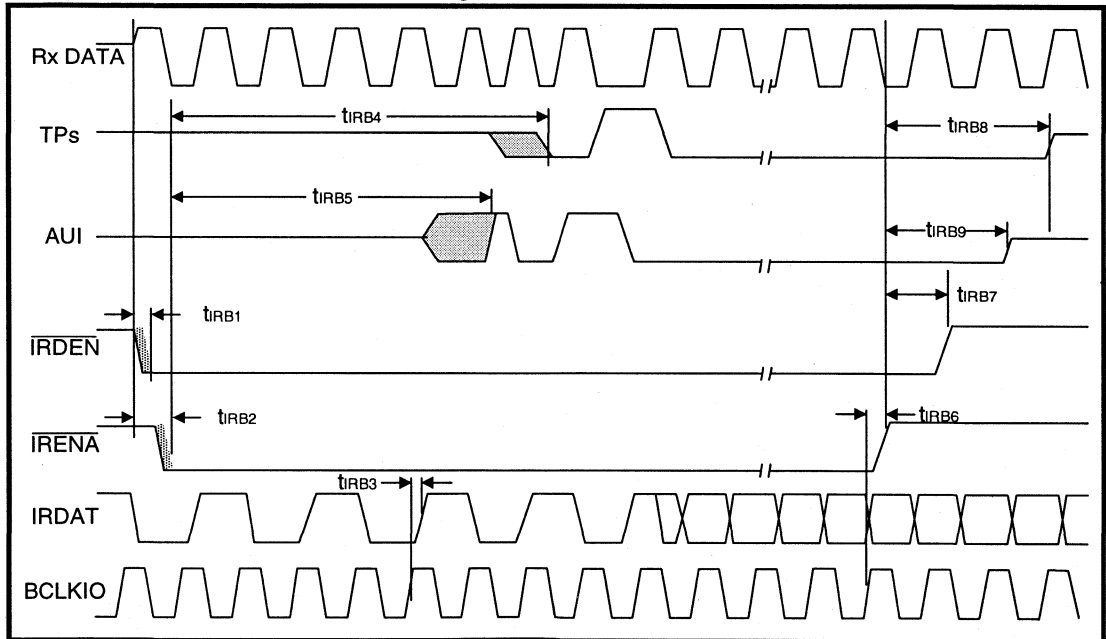 Rx DATA
tIRB4
tIRB8
TPs
tIRB5
AUI
tIRB9
tIRB7
tIRB1
IRDEN
tIRB2
tIRB6
IRENA
tIRB3
IRDAT
BCLKIO